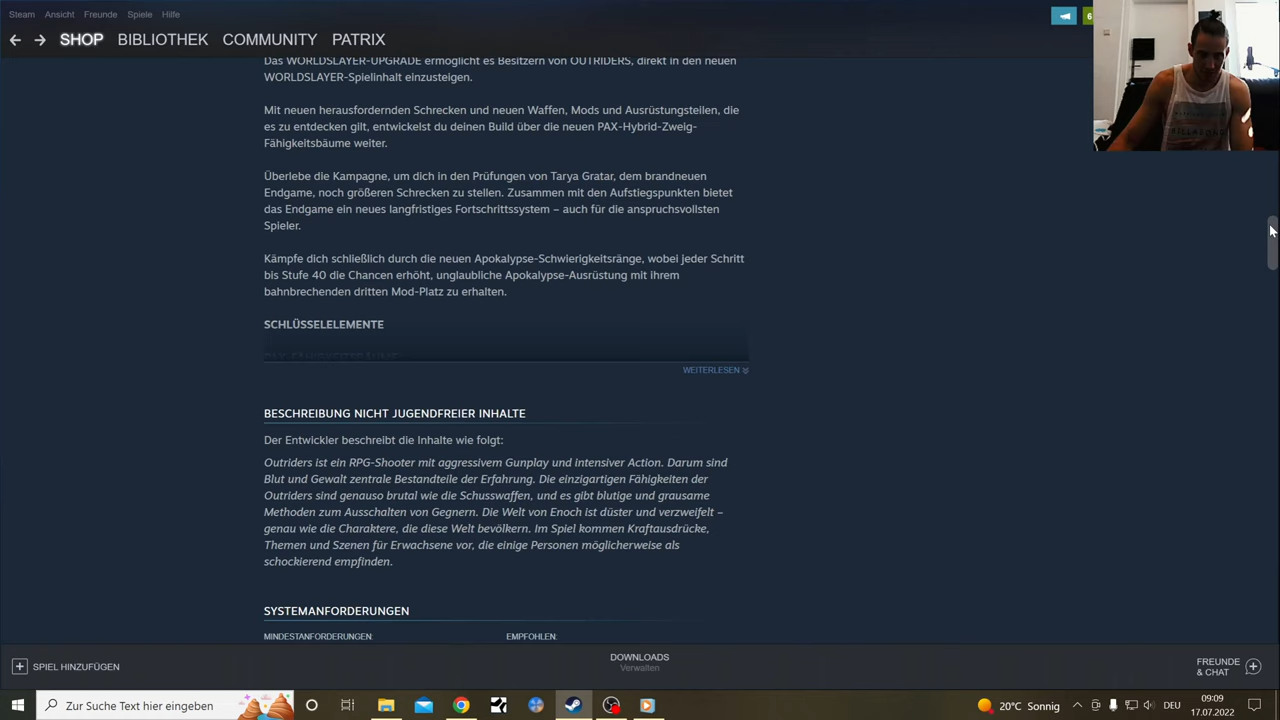 Steam Ansicht Freunde Spiele Hilfe
6
SHOP BIBLIOTHEK COMMUNITY PATRIX
Das WORLDSLAYER-UPGRADE ermöglicht es Besitzern von OUTRIDERS, direkt in den neuen
WORLDSLAYER-Spielinhalt einzusteigen.
Mit neuen herausfordernden Schrecken und neuen Waffen, Mods und Ausrüstungsteilen, die
es zu entdecken gilt, entwickelst du deinen Build über die neuen PAX-Hybrid-Zweig-
Fähigkeitsbäume weiter.
Überlebe die Kampagne, um dich in den Prüfungen von Tarya Gratar, dem brandneuen
Endgame, noch größeren Schrecken zu stellen. Zusammen mit den Aufstiegspunkten bietet
das Endgame ein neues langfristiges Fortschrittssystem – auch für die anspruchsvollsten
Spieler.
Kämpfe dich schließlich durch die neuen Apokalypse-Schwierigkeitsränge, wobei jeder Schritt
bis Stufe 40 die Chancen erhöht, unglaubliche Apokalypse-Ausrüstung mit ihrem
bahnbrechenden dritten Mod-Platz zu erhalten.
SCHLÜSSELELEMENTE
PAX-FÄHIGKEITSBÄUME
WEITERLESEN
BESCHREIBUNG NICHT JUGENDFREIER INHALTE
Der Entwickler beschreibt die Inhalte wie folgt:
Outriders ist ein RPG-Shooter mit aggressivem Gunplay und intensiver Action. Darum sind
Blut und Gewalt zentrale Bestandteile der Erfahrung. Die einzigartigen Fähigkeiten der
Outriders sind genauso brutal wie die Schusswaffen, und es gibt blutige und grausame
Methoden zum Ausschalten von Gegnern. Die Welt von Enoch ist düster und verzweifelt –
genau wie die Charaktere, die diese Welt bevölkern. Im Spiel kommen Kraftausdrücke,
Themen und Szenen für Erwachsene vor, die einige Personen möglicherweise als
schockierend empfinden.
SYSTEMANFORDERUNGEN
MINDESTANFORDERUNGEN: EMPFOHLEN:
SPIEL HINZUFÜGEN
DOWNLOADS
Verwalten
FREUNDE
& CHAT
Zur Suche Text hier eingeben
20°C Sonnig
DEU
09:09
17.07.2022